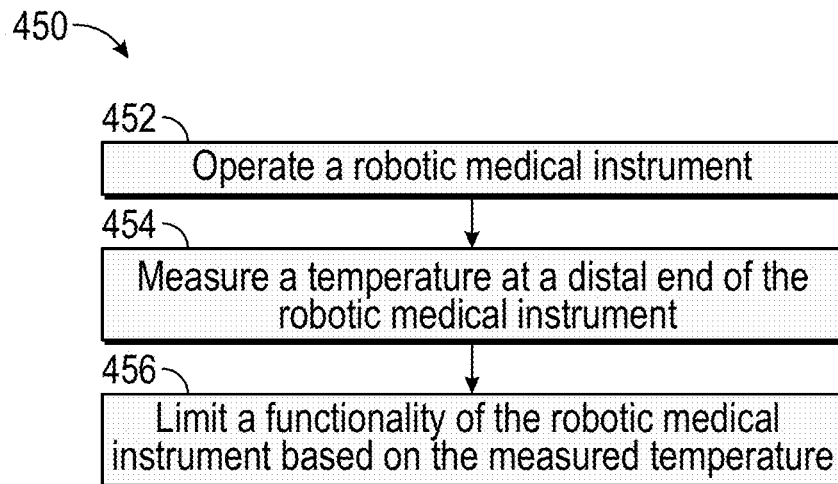 450
452
Operate a robotic medical instrument
454
Measure a temperature at a distal end of the
robotic medical instrument
456
Limit a functionality of the robotic medical
instrument based on the measured temperature